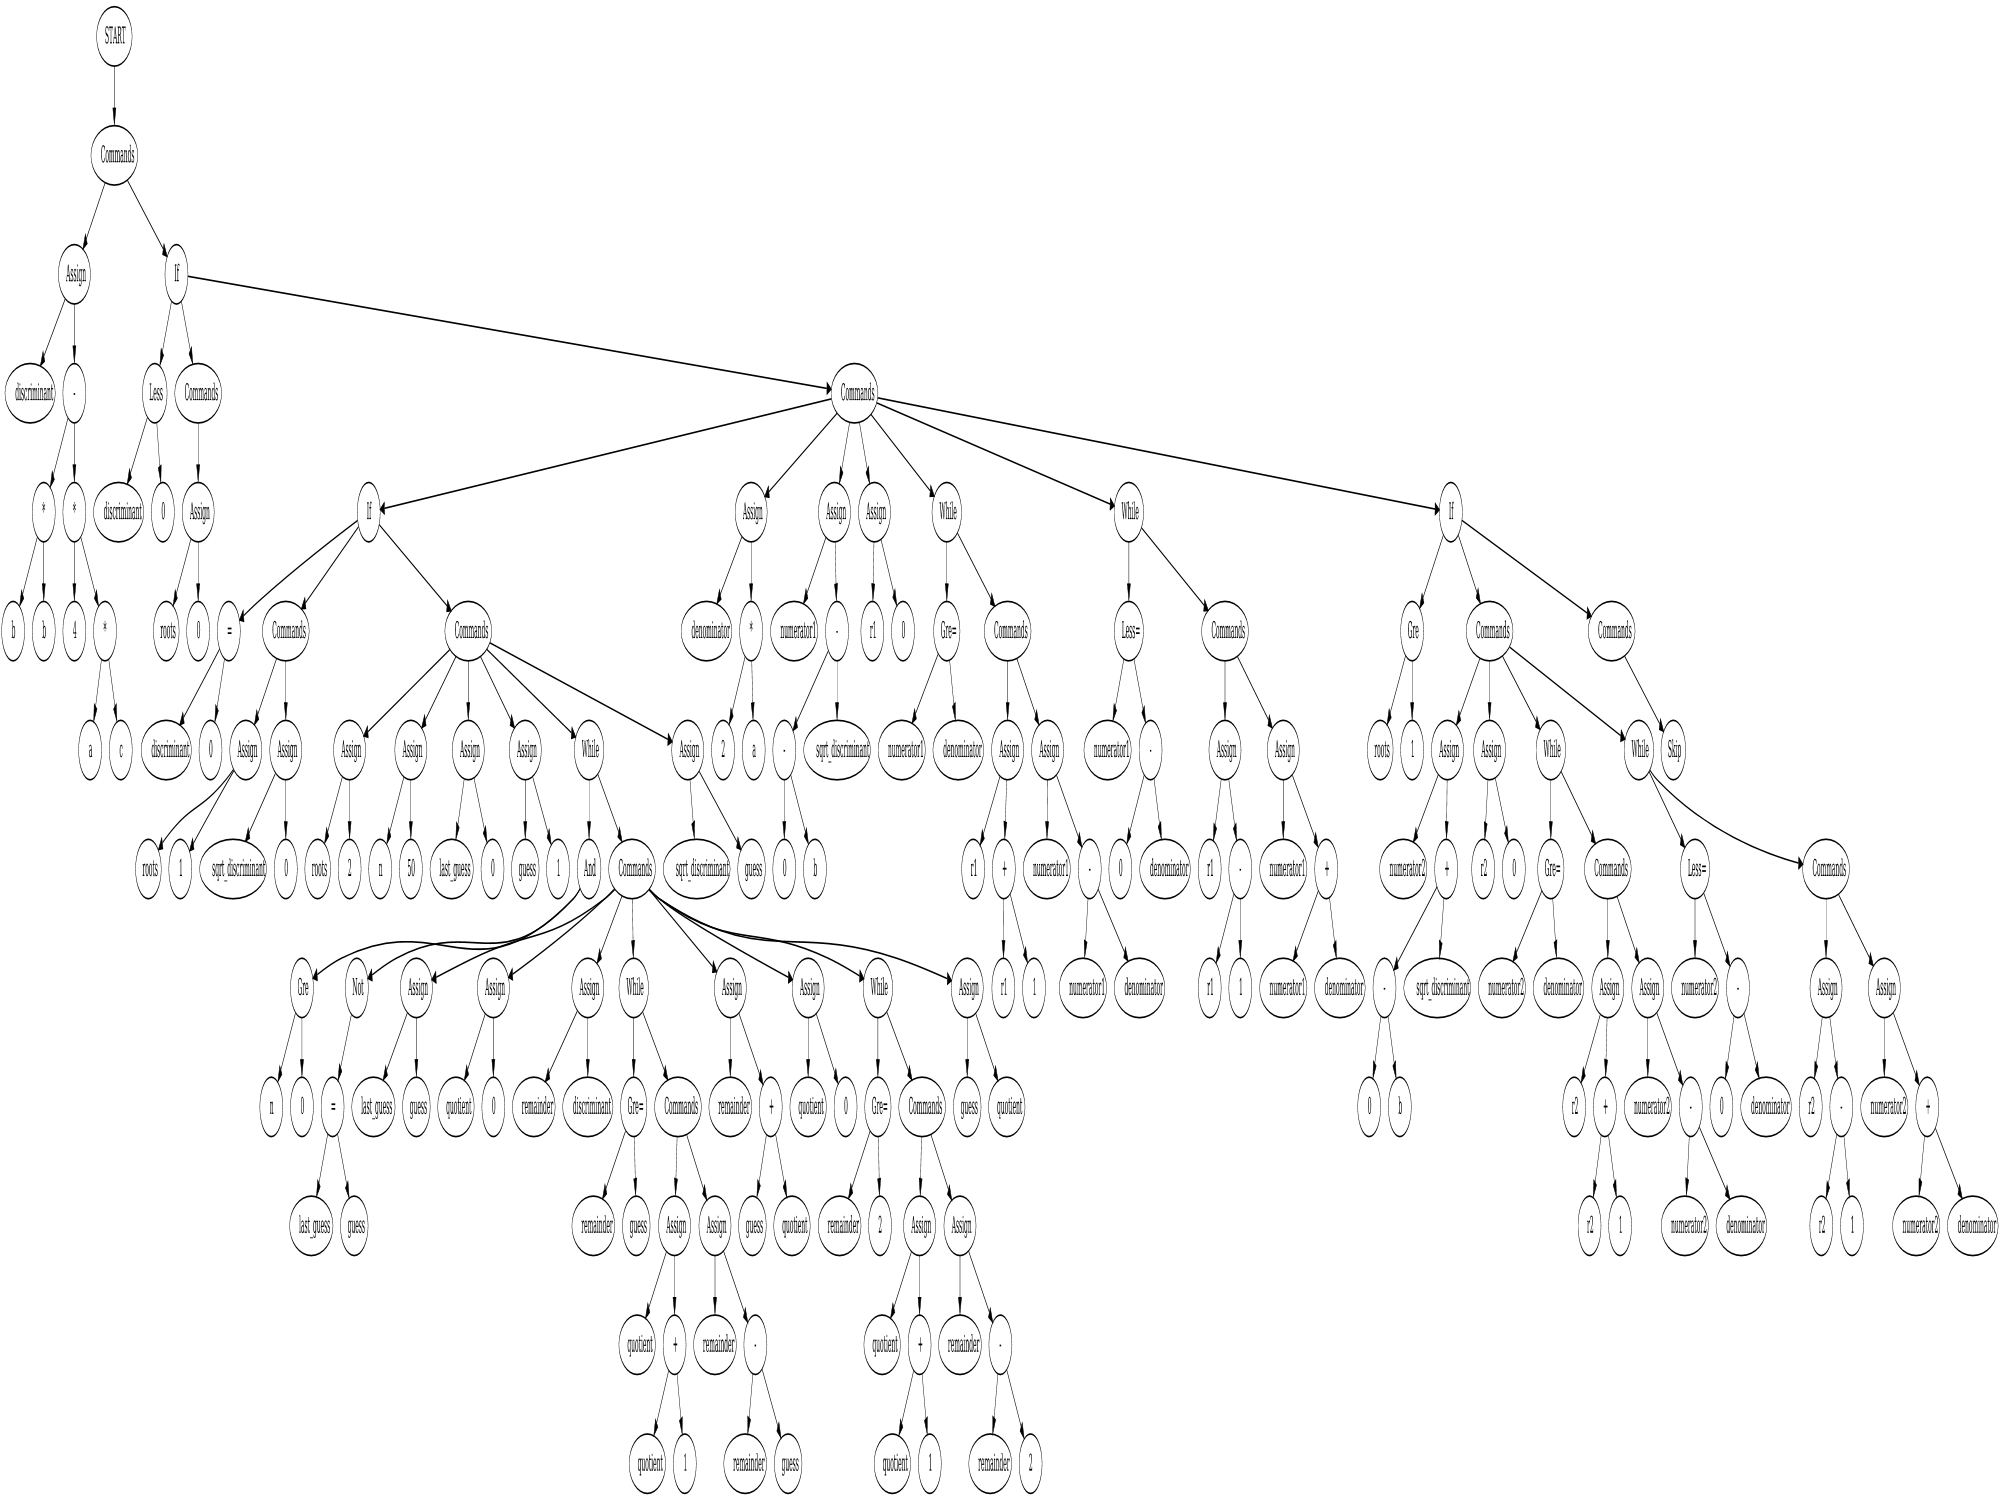 START
Commands
Assign If
discriminant - Less Commands Commands
* * discriminant 0 Assign If Assign Assign Assign While While If
b b 4 * roots 0 = Commands Commands denominator * numerator1 - r1 0 Gre= Commands Less= Commands Gre Commands Commands
a c discriminant 0 Assign Assign Assign Assign Assign Assign While Assign 2 a - sqrt_discriminant numerator1 denominator Assign Assign numerator1 - Assign Assign roots 1 Assign Assign While While Skip
roots 1 sqrt_discriminant 0 roots 2 n 50 last_guess 0 guess 1 And Commands sqrt_discriminant guess 0 b r1 + numerator1 - 0 denominator r1 - numerator1 + numerator2 + r2 0 Gre= Commands Less= Commands
Gre Not Assign Assign Assign While Assign Assign While Assign r1 1 numerator1 denominator r1 1 numerator1 denominator - sqrt_discriminant numerator2 denominator Assign Assign numerator2 - Assign Assign
n 0 = last_guess guess quotient 0 remainder discriminant Gre= Commands remainder + quotient 0 Gre= Commands guess quotient 0 b r2 + numerator2 - 0 denominator r2 - numerator2 +
last_guess guess remainder guess Assign Assign guess quotient remainder 2 Assign Assign r2 1 numerator2 denominator r2 1 numerator2 denominator
quotient + remainder - quotient + remainder -
quotient 1 remainder guess quotient 1 remainder 2